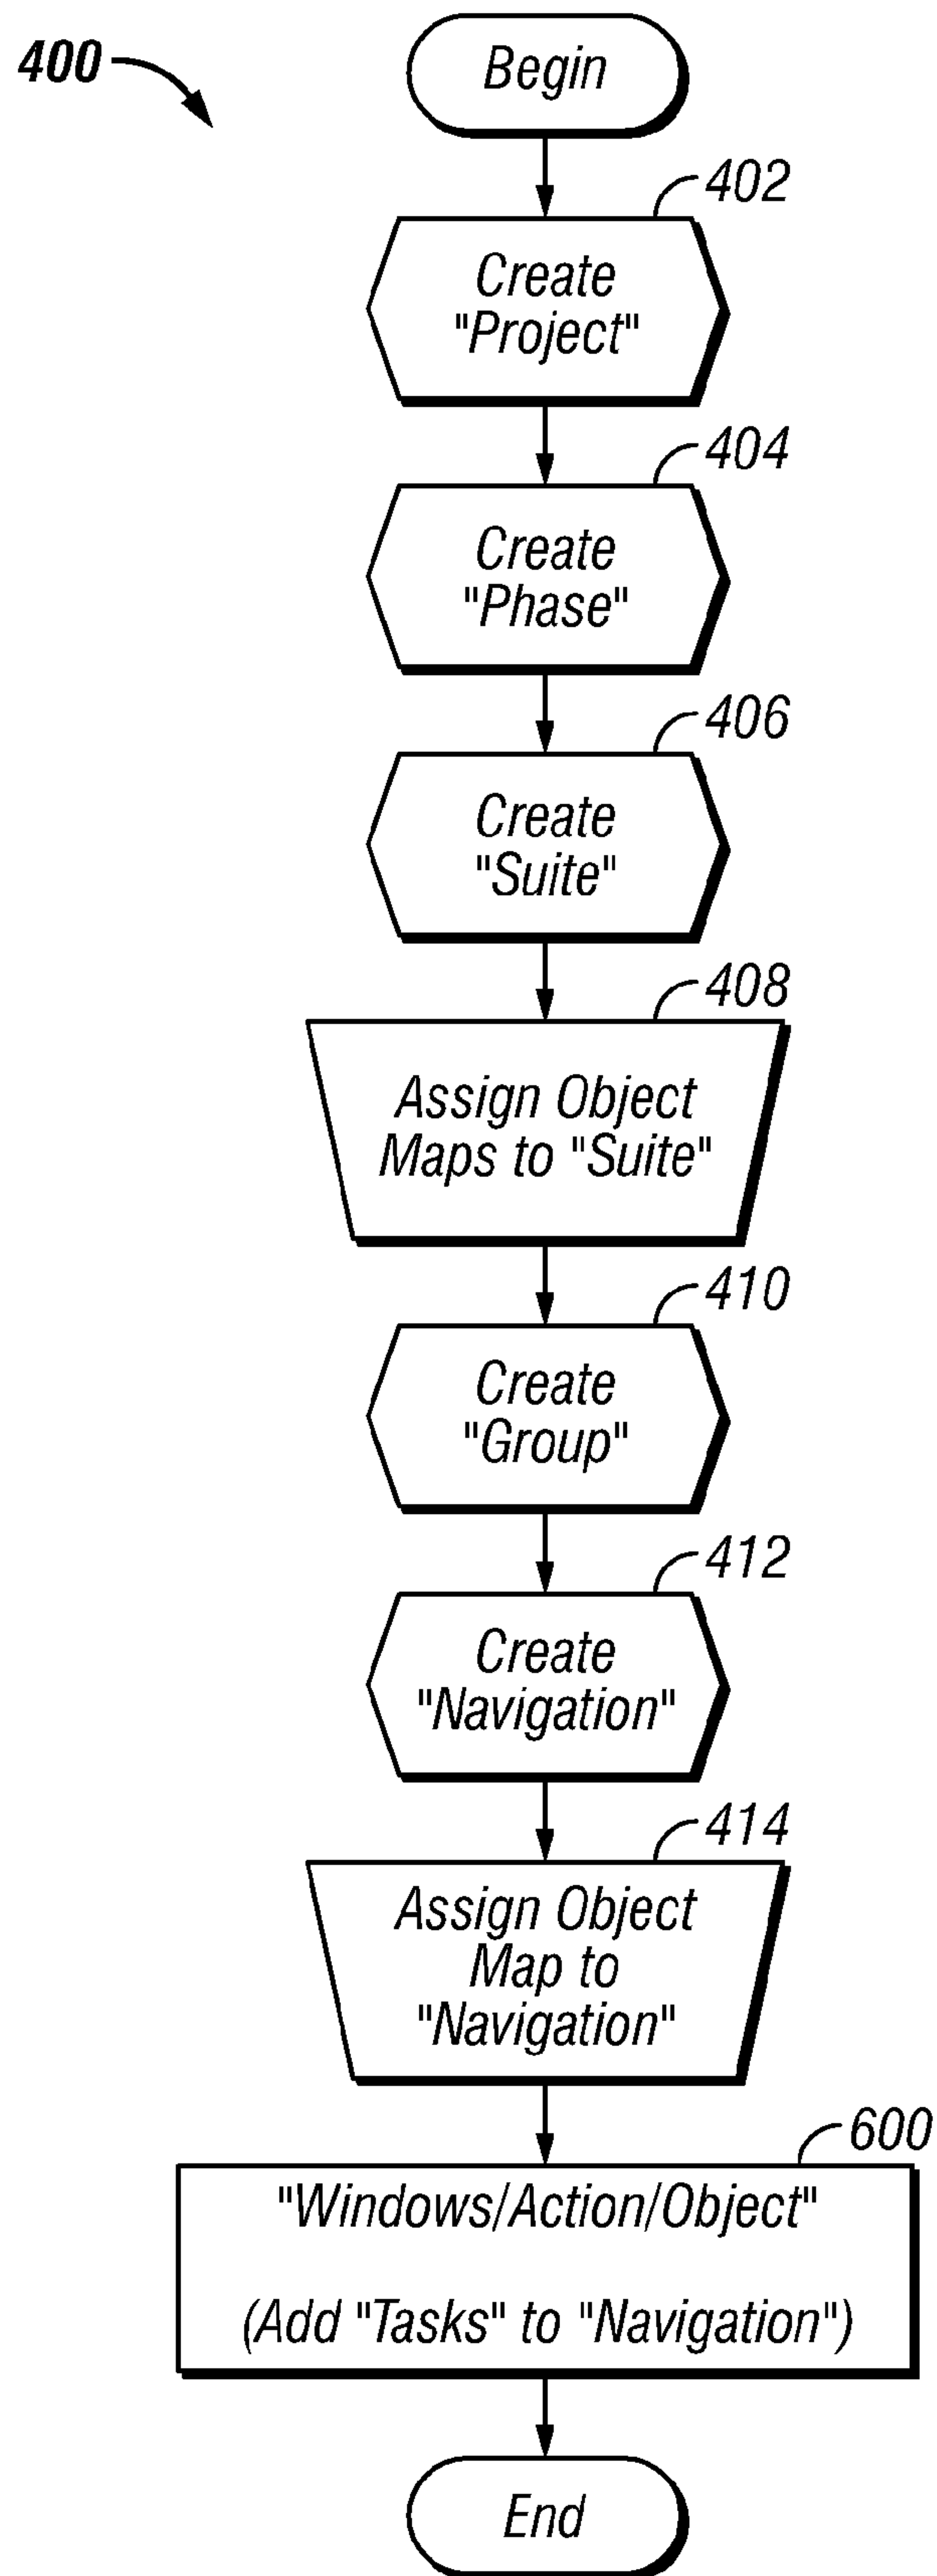 400
Begin
402
Create
"Project"
404
Create
"Phase"
406
Create
"Suite"
408
Assign Object
Maps to "Suite"
410
Create
"Group"
412
Create
"Navigation"
414
Assign Object
Map to
"Navigation"
600
"Windows/Action/Object"
(Add "Tasks" to "Navigation")
End